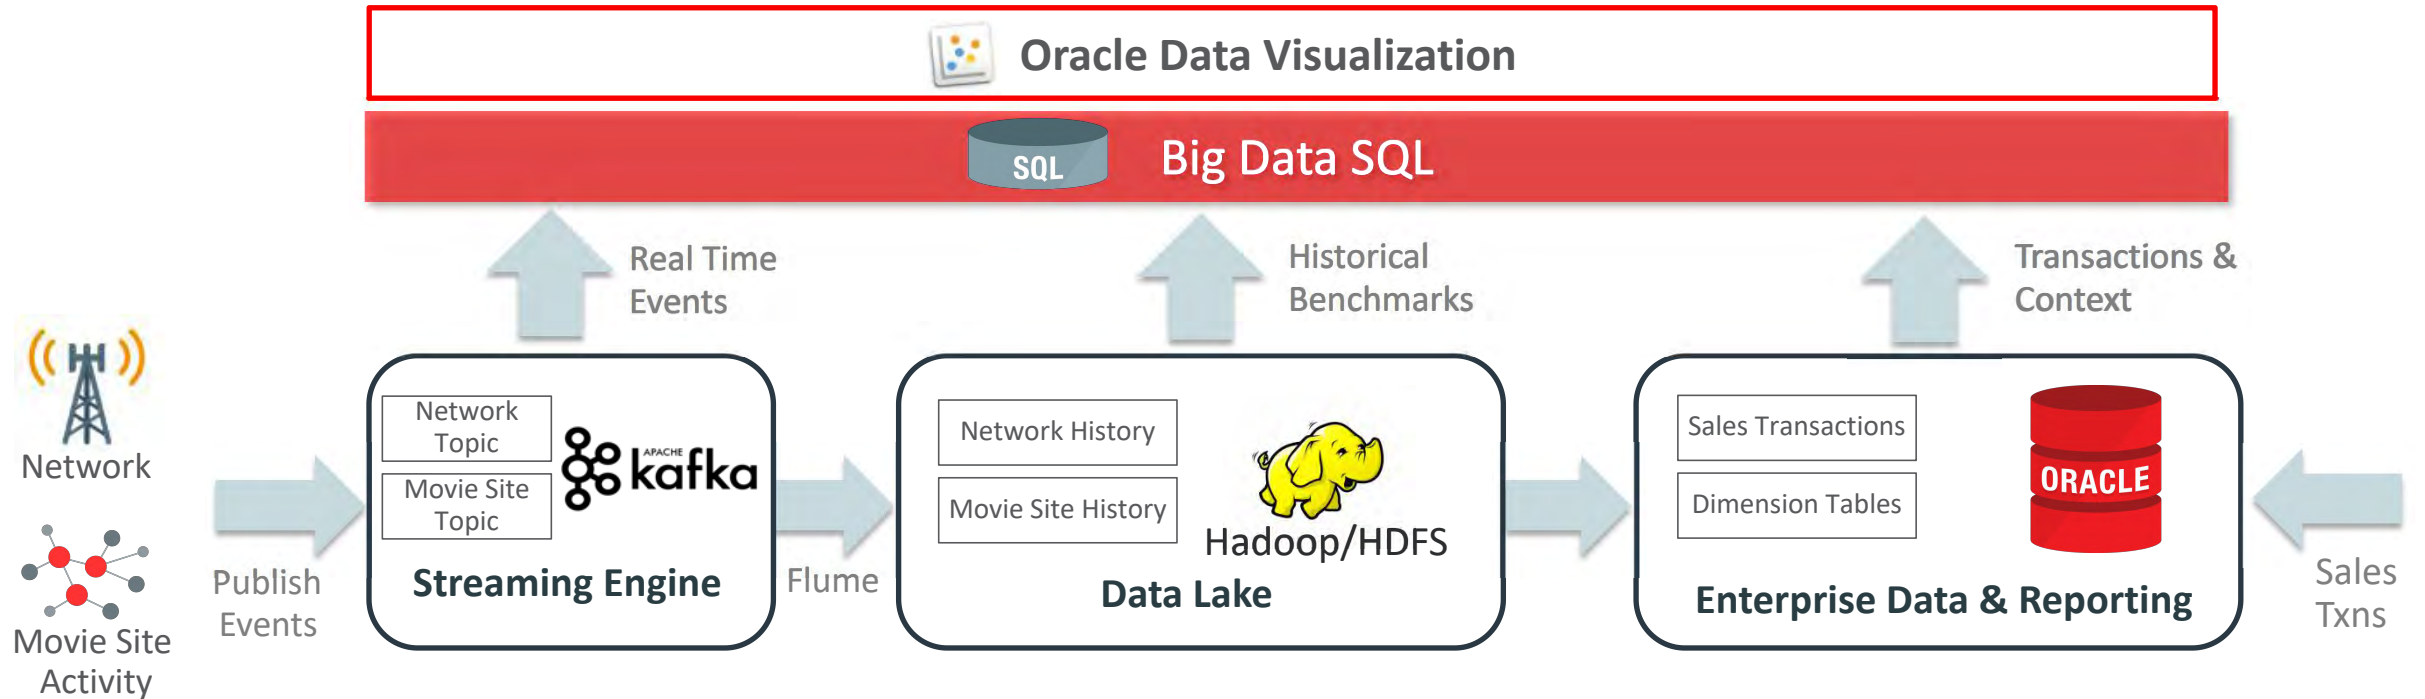 Oracle Data Visualization
SQL
Big Data SQL
Real Time
Events
Historical
Benchmarks
Transactions &
Context
Network
Movie Site
Activity
Publish
Events
Network
Topic
Movie Site
Topic
APACHE
kafka
Streaming Engine
Flume
Network History
Movie Site History
Hadoop/HDFS
Data Lake
Sales Transactions
Dimension Tables
ORACLE
Enterprise Data & Reporting
Sales
Txns